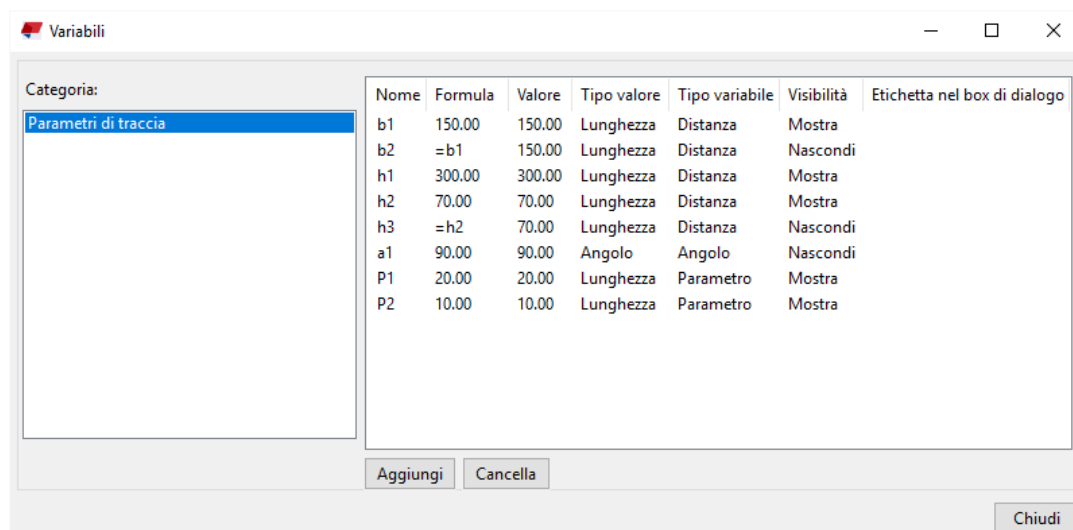 Variabili
Categoria:
Parametri di traccia
Nome Formula Valore Tipo valore Tipo variabile Visibilità Etichetta nel box di dialogo
b1 150.00 150.00 Lunghezza Distanza Mostra
b2 =b1 150.00 Lunghezza Distanza Nascondi
h1 300.00 300.00 Lunghezza Distanza Mostra
h2 70.00 70.00 Lunghezza Distanza Mostra
h3 =h2 70.00 Lunghezza Distanza Nascondi
a1 90.00 90.00 Angolo Angolo Nascondi
P1 20.00 20.00 Lunghezza Parametro Mostra
P2 10.00 10.00 Lunghezza Parametro Mostra
Aggiungi Cancella
Chiudi